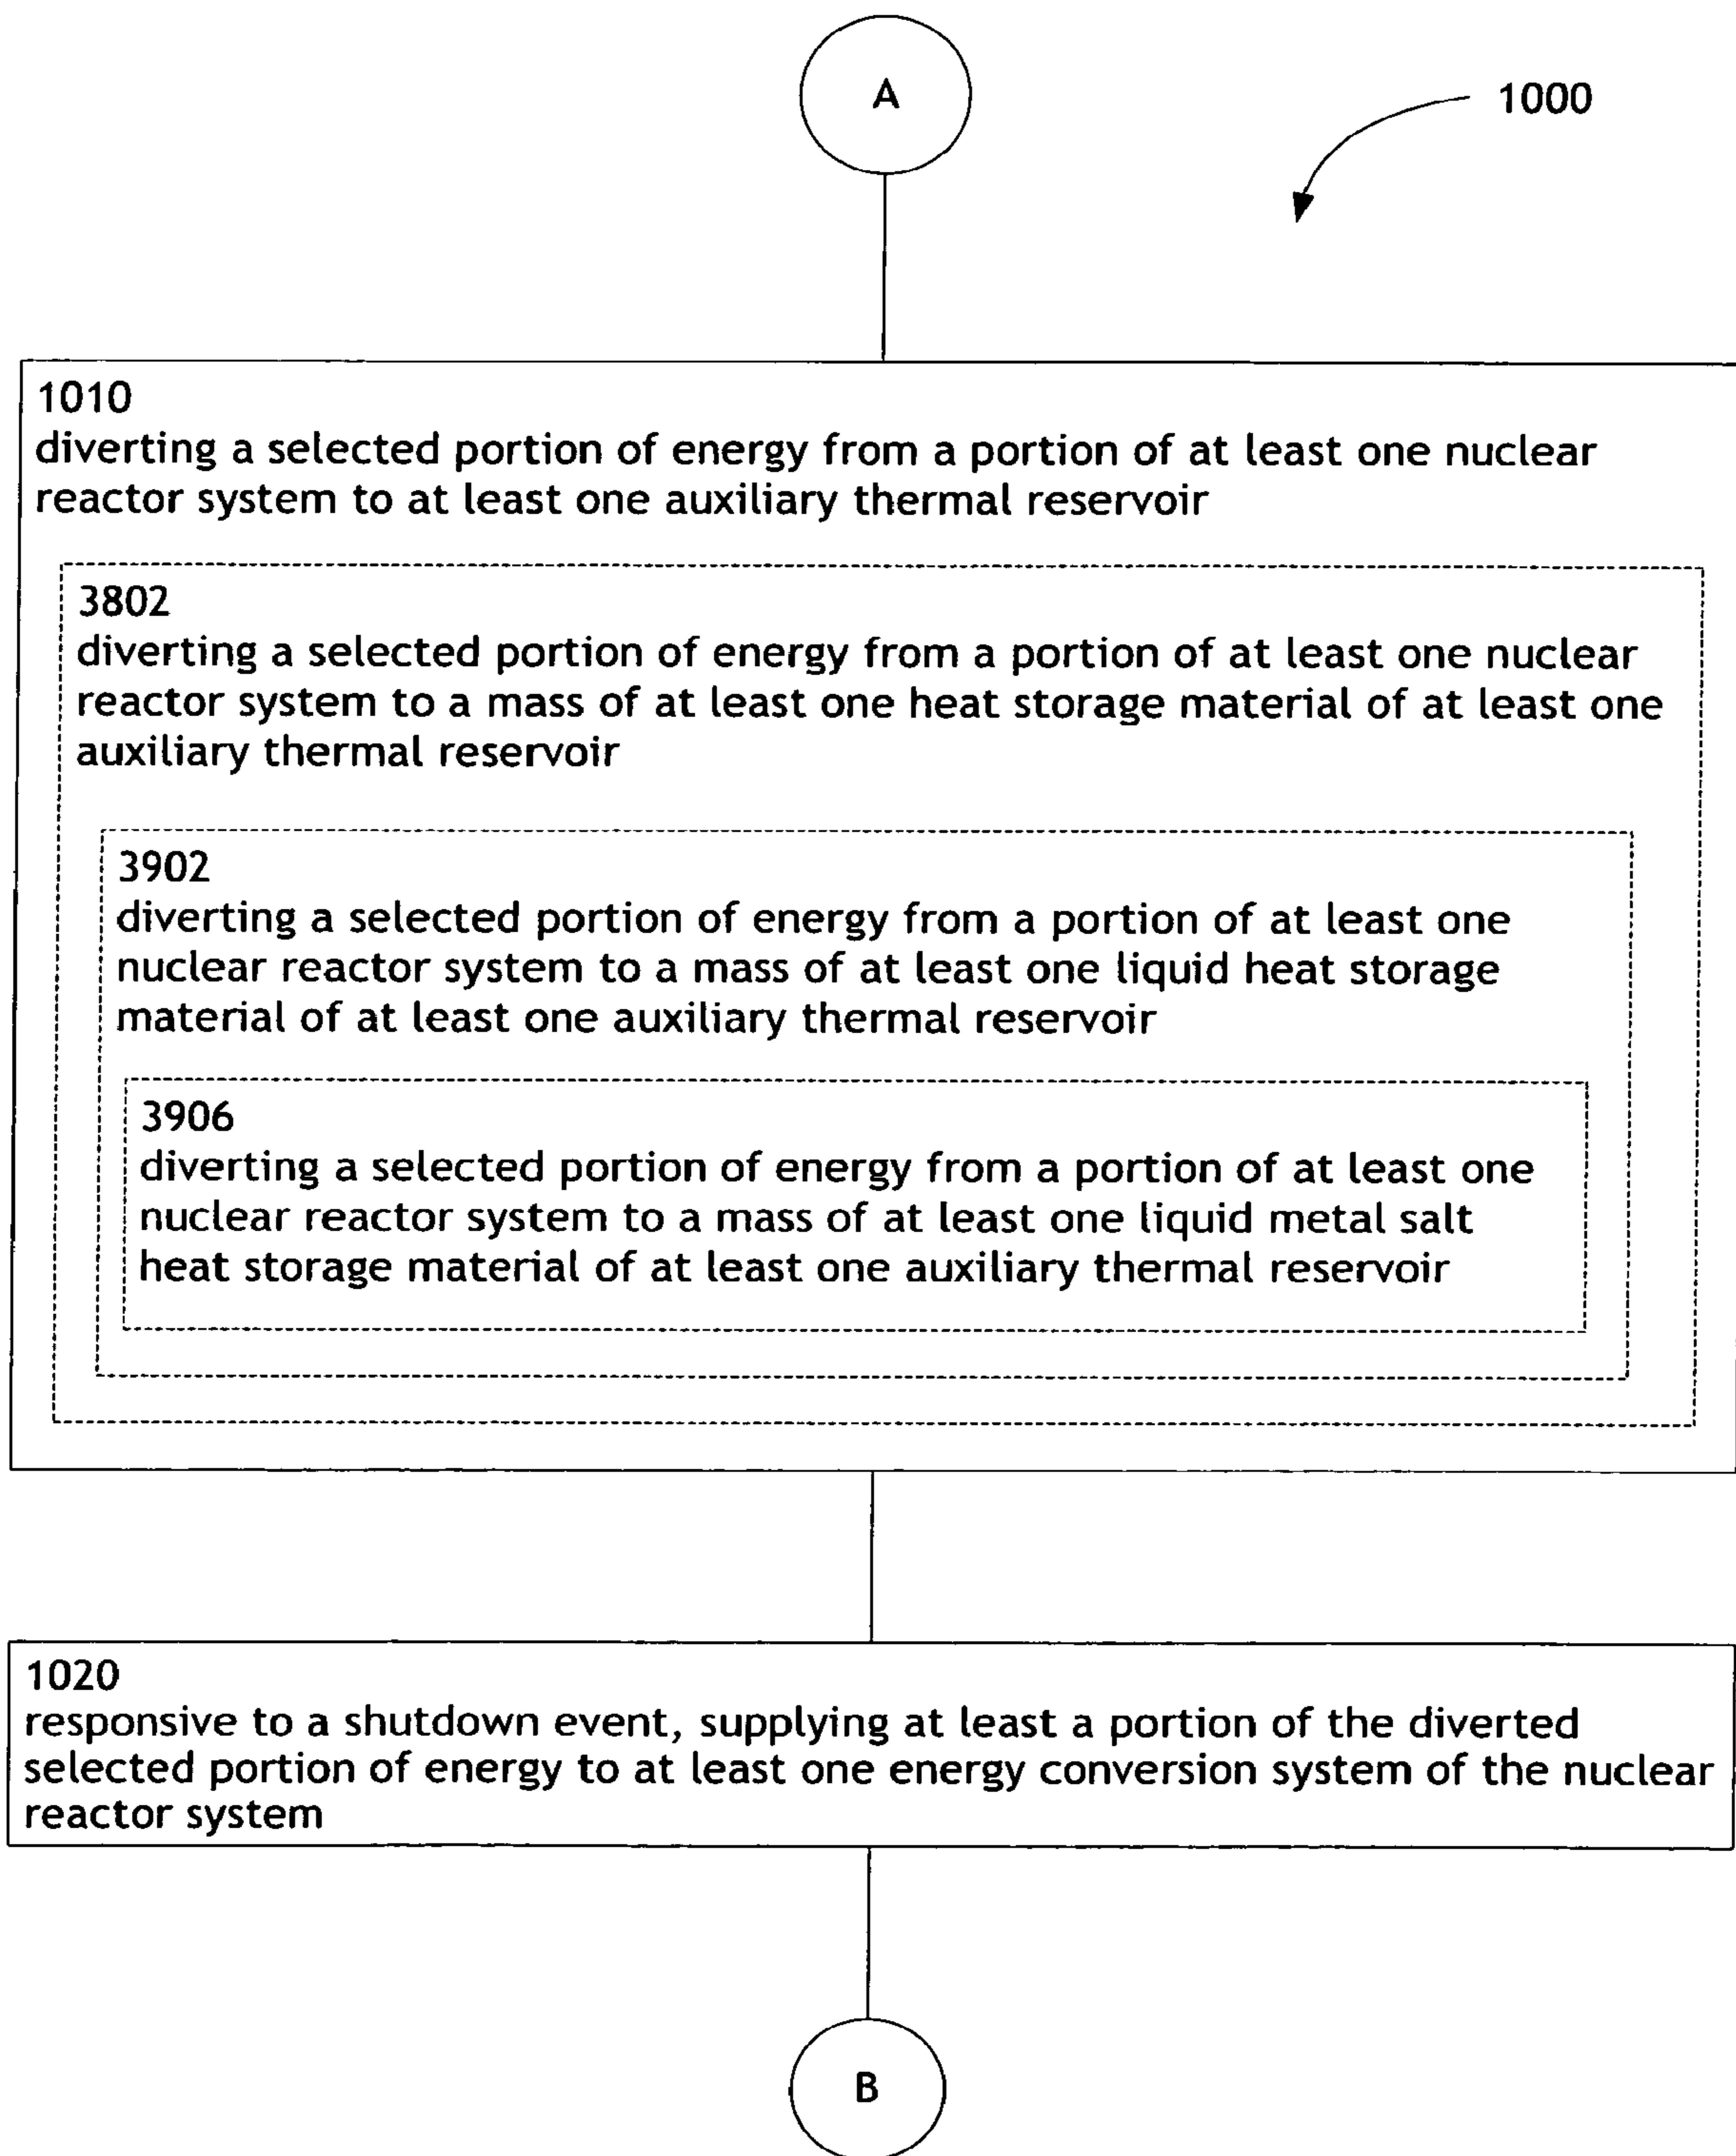 A
1000
1010
diverting a selected portion of energy from a portion of at least one nuclear
reactor system to at least one auxiliary thermal reservoir
3802
diverting a selected portion of energy from a portion of at least one nuclear
reactor system to a mass of at least one heat storage material of at least one
auxiliary thermal reservoir
3902
diverting a selected portion of energy from a portion of at least one
nuclear reactor system to a mass of at least one liquid heat storage
material of at least one auxiliary thermal reservoir
3906
diverting a selected portion of energy from a portion of at least one
nuclear reactor system to a mass of at least one liquid metal salt
heat storage material of at least one auxiliary thermal reservoir
1020
responsive to a shutdown event, supplying at least a portion of the diverted
selected portion of energy to at least one energy conversion system of the nuclear
reactor system
B